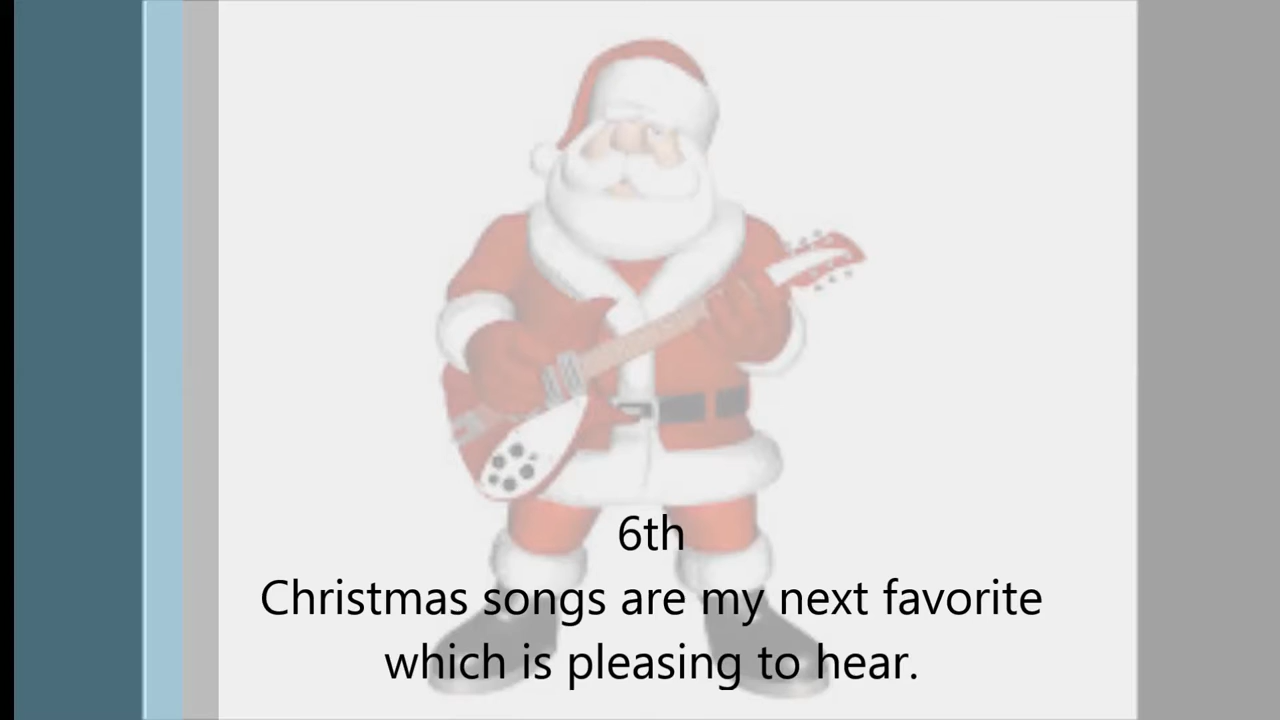 6th
Christmas songs are my next favorite
which is pleasing to hear.